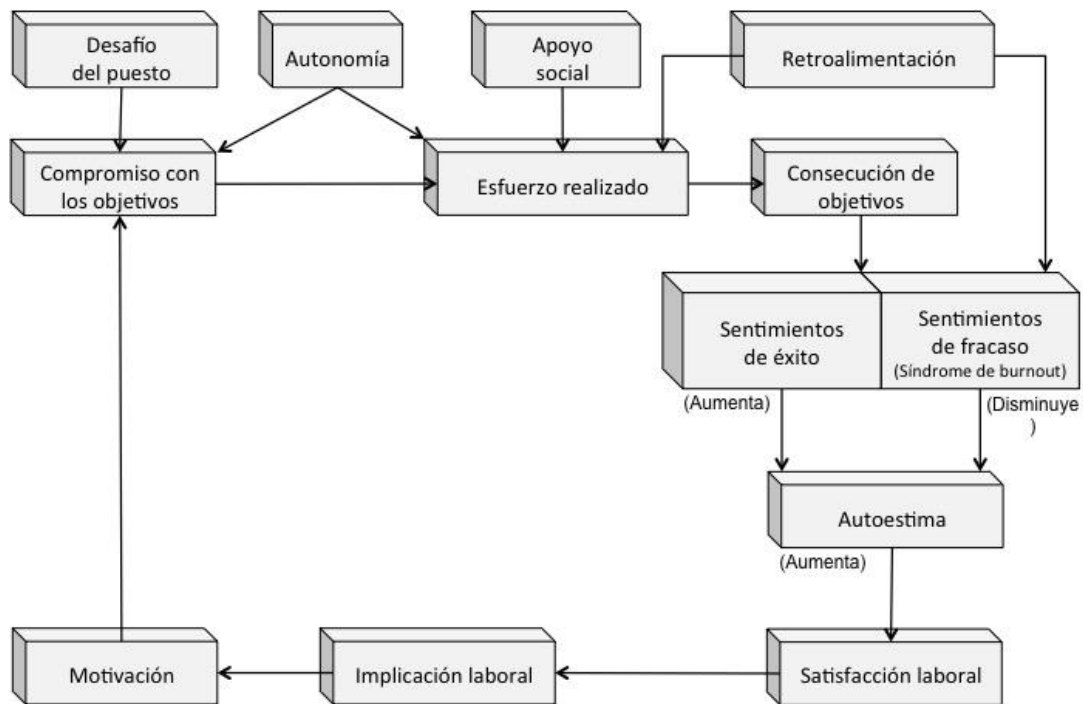 Desafío
del puesto
Autonomía
Apoyo
social
Retroalimentación
Compromiso con
los objetivos
Esfuerzo realizado
Consecución de
objetivos
Sentimientos
de éxito
Sentimientos
de fracaso
(Síndrome de burnout)
(Aumenta)
(Disminuye
)
Autoestima
(Aumenta)
Motivación
Implicación laboral
Satisfacción laboral